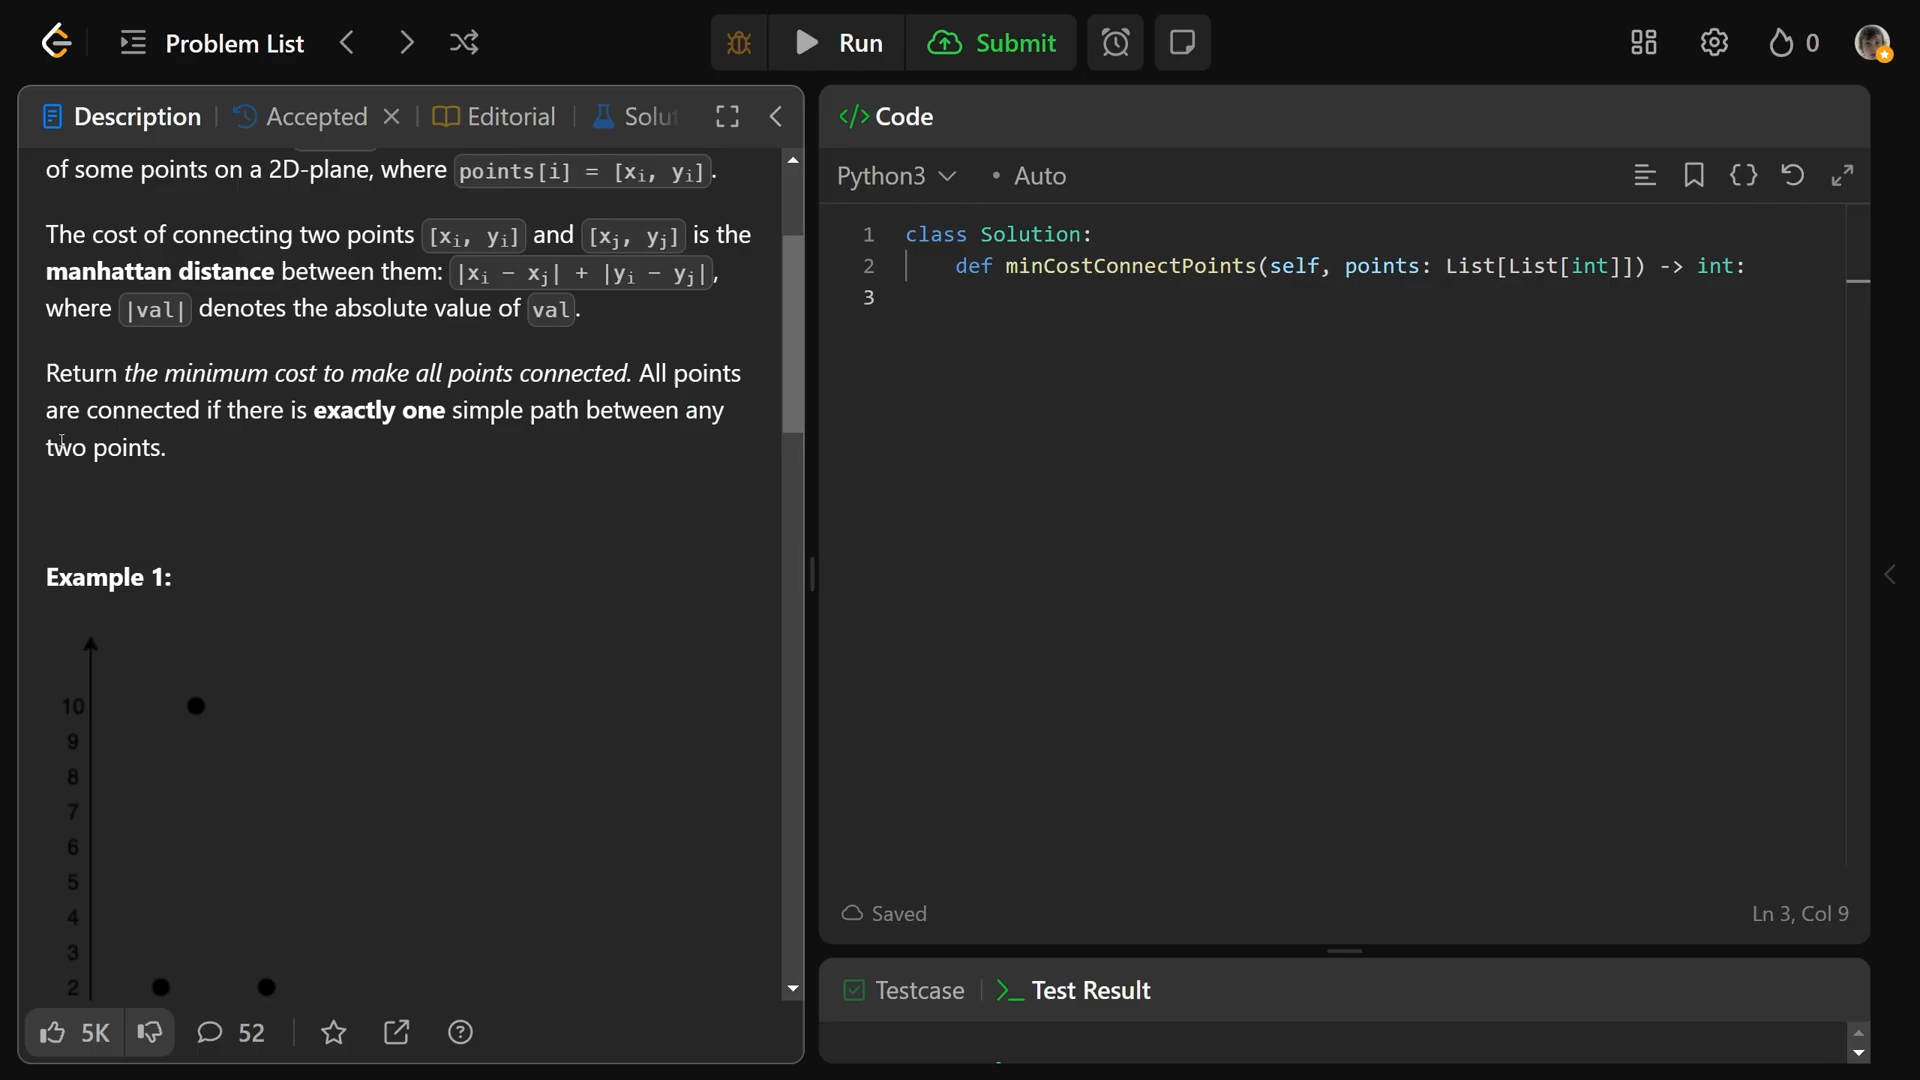 Problem List
Run
Submit
0
Description
Accepted
Editorial
Solut
of some points on a 2D-plane, where points[i] = [xi, yi].
The cost of connecting two points [xi, yi] and [xj, yj] is the
manhattan distance between them: |xi - xj| + |yi - yj|,
where |val| denotes the absolute value of val.
Return the minimum cost to make all points connected. All points
are connected if there is exactly one simple path between any
two points.
Example 1:
10
9
8
7
6
5
4
3
2
5K
52
</> Code
Python3
• Auto
1 class Solution:
2 def minCostConnectPoints(self, points: List[List[int]]) -> int:
3
Saved
Ln 3, Col 9
Testcase
>_ Test Result